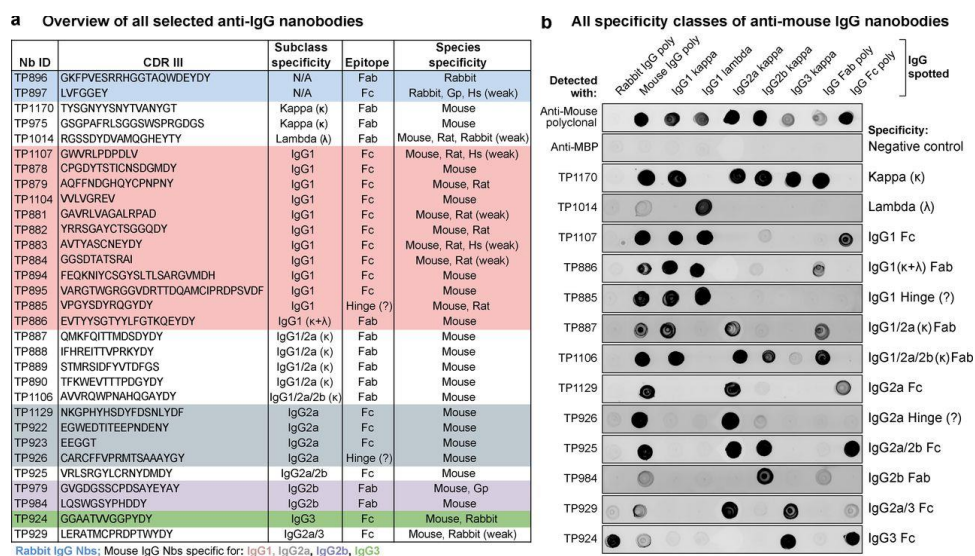 a Overview of all selected anti-IgG nanobodies
Nb ID CDR III Subclass specificity Epitope Species specificity
TP896 GKFPVESRRHGGTAQWDEYDY N/A Fab Rabbit
TP897 LVFGGEY N/A Fc Rabbit, Gp, Hs (weak)
TP1170 TYSGNYYSNYTVANYGT Kappa (κ) Fab Mouse
TP975 GSGPAFRLSGGSWSPRGDGS Kappa (κ) Fab Mouse
TP1014 RGSSDYDVAMQGHEYTY Lambda (λ) Fab Mouse, Rat, Rabbit (weak)
TP1107 GWVRLPDPDLV IgG1 Fc Mouse, Rat, Hs (weak)
TP878 CPGDYTSTICNSDGMDY IgG1 Fc Mouse
TP879 AQFFNDGHQYCPNPNY IgG1 Fc Mouse, Rat
TP1104 VVLVGREV IgG1 Fc Mouse
TP881 GAVRLVAGALRPAD IgG1 Fc Mouse, Rat (weak)
TP882 YRRSGAYCTSGGQDY IgG1 Fc Mouse, Rat
TP883 AVTYASCNEYDY IgG1 Fc Mouse, Rat, Hs (weak)
TP884 GGSDTATSRAI IgG1 Fc Mouse, Rat (weak)
TP894 FEQKNIYCSGYSLTLSARGVMDH IgG1 Fc Mouse
TP895 VARGTWGRGGVDRTTDQAMCIPRDPSVDF IgG1 Fc Mouse
TP885 VPGYSDYRQGYDY IgG1 Hinge (?) Mouse, Rat
TP886 EVTYYSGTYYLFGTKQEYDY IgG1 (κ+λ) Fab Mouse
TP887 QMKFQITTMDSDYDY IgG1/2a (κ) Fab Mouse
TP888 IFHREITTVPRKYDY IgG1/2a (κ) Fab Mouse
TP889 STMRSIDFYVTDFGS IgG1/2a (κ) Fab Mouse
TP890 TFKWEVTTTPDGYDY IgG1/2a (κ) Fab Mouse
TP1106 AVVRQWPNAHQGAYDY IgG1/2a/2b (κ) Fab Mouse
TP1129 NKGPHYHSDYFDSNLYDF IgG2a Fc Mouse
TP922 EGWEDTITEEPNDENY IgG2a Fc Mouse
TP923 EEGGT IgG2a Fc Mouse
TP926 CARCFFVPRMTSAAAYGY IgG2a Hinge (?) Mouse
TP925 VRLSRGYLCRNYDMDY IgG2a/2b Fc Mouse
TP979 GVGDGSSCPDSAYEYAY IgG2b Fab Mouse, Gp
TP984 LQSWGSYPHDDY IgG2b Fab Mouse
TP924 GGAATVVGGPYDY IgG3 Fc Mouse, Rabbit
TP929 LERATMCPRDPTWYDY IgG2a/3 Fc Mouse, Rabbit (weak)
Rabbit IgG Nbs; Mouse IgG Nbs specific for: IgG1, IgG2a, IgG2b, IgG3
b All specificity classes of anti-mouse IgG nanobodies
Rabbit IgG poly
Mouse IgG poly
IgG1 kappa
IgG1 lambda
IgG2a kappa
IgG2b kappa
IgG3 kappa
IgG Fab poly
IgG Fc poly
IgG spotted
Detected with:
Specificity:
Anti-Mouse polyclonal
Anti-MBP Negative control
TP1170 Kappa (κ)
TP1014 Lambda (λ)
TP1107 IgG1 Fc
TP886 IgG1(κ+λ) Fab
TP885 IgG1 Hinge (?)
TP887 IgG1/2a (κ)Fab
TP1106 IgG1/2a/2b (κ)Fab
TP1129 IgG2a Fc
TP926 IgG2a Hinge (?)
TP925 IgG2a/2b Fc
TP984 IgG2b Fab
TP929 IgG2a/3 Fc
TP924 IgG3 Fc